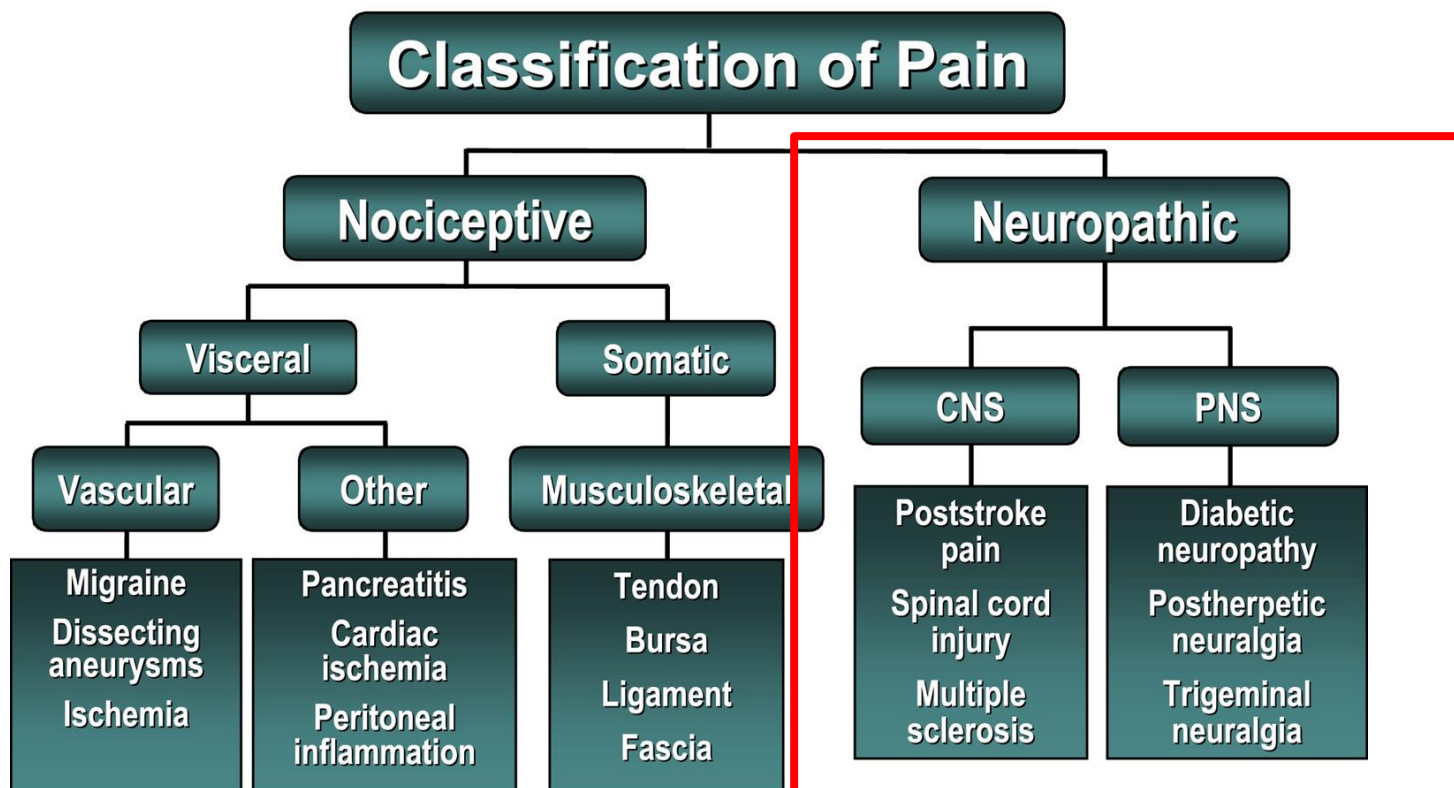 Classification of Pain
Nociceptive
Neuropathic
Visceral
Somatic
CNS
PNS
Vascular
Other
Musculoskeletal
Migraine
Dissecting
aneurysms
Ischemia
Pancreatitis
Cardiac
ischemia
Peritoneal
inflammation
Tendon
Bursa
Ligament
Fascia
Poststroke
pain
Spinal cord
injury
Multiple
sclerosis
Diabetic
neuropathy
Postherpetic
neuralgia
Trigeminal
neuralgia